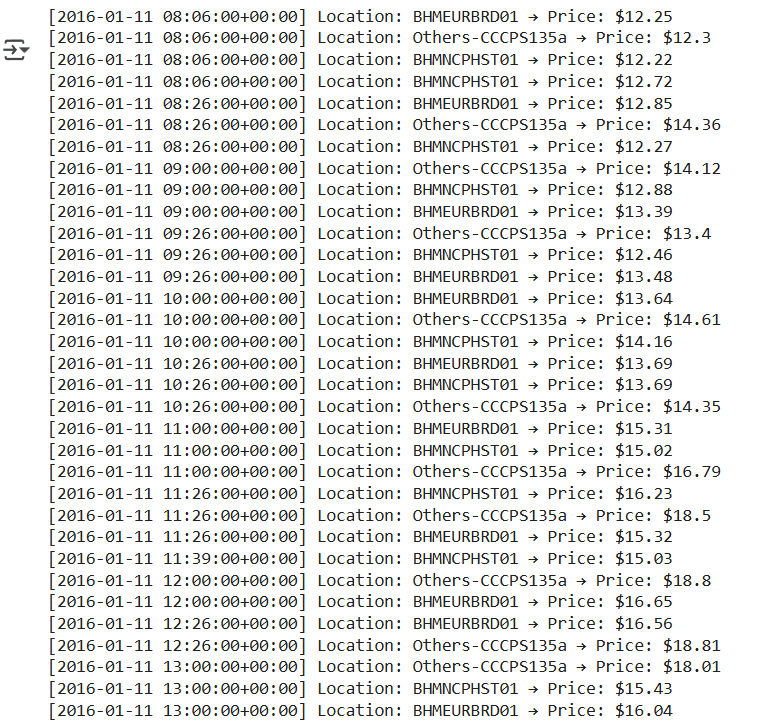 [2016-01-11 08:06:00+00:00] Location: BHMEURBRD01 → Price: $12.25
[2016-01-11 08:06:00+00:00] Location: Others-CCCPS135a → Price: $12.3
[2016-01-11 08:06:00+00:00] Location: BHMNCPHST01 → Price: $12.22
[2016-01-11 08:06:00+00:00] Location: BHMNCPHST01 → Price: $12.72
[2016-01-11 08:26:00+00:00] Location: BHMEURBRD01 → Price: $12.85
[2016-01-11 08:26:00+00:00] Location: Others-CCCPS135a → Price: $14.36
[2016-01-11 08:26:00+00:00] Location: BHMNCPHST01 → Price: $12.27
[2016-01-11 09:00:00+00:00] Location: Others-CCCPS135a → Price: $14.12
[2016-01-11 09:00:00+00:00] Location: BHMNCPHST01 → Price: $12.88
[2016-01-11 09:00:00+00:00] Location: BHMEURBRD01 → Price: $13.39
[2016-01-11 09:26:00+00:00] Location: Others-CCCPS135a → Price: $13.4
[2016-01-11 09:26:00+00:00] Location: BHMNCPHST01 → Price: $12.46
[2016-01-11 09:26:00+00:00] Location: BHMEURBRD01 → Price: $13.48
[2016-01-11 10:00:00+00:00] Location: BHMEURBRD01 → Price: $13.64
[2016-01-11 10:00:00+00:00] Location: Others-CCCPS135a → Price: $14.61
[2016-01-11 10:00:00+00:00] Location: BHMNCPHST01 → Price: $14.16
[2016-01-11 10:26:00+00:00] Location: BHMEURBRD01 → Price: $13.69
[2016-01-11 10:26:00+00:00] Location: BHMNCPHST01 → Price: $13.69
[2016-01-11 10:26:00+00:00] Location: Others-CCCPS135a → Price: $14.35
[2016-01-11 11:00:00+00:00] Location: BHMEURBRD01 → Price: $15.31
[2016-01-11 11:00:00+00:00] Location: BHMNCPHST01 → Price: $15.02
[2016-01-11 11:00:00+00:00] Location: Others-CCCPS135a → Price: $16.79
[2016-01-11 11:26:00+00:00] Location: BHMNCPHST01 → Price: $16.23
[2016-01-11 11:26:00+00:00] Location: Others-CCCPS135a → Price: $18.5
[2016-01-11 11:26:00+00:00] Location: BHMEURBRD01 → Price: $15.32
[2016-01-11 11:39:00+00:00] Location: BHMNCPHST01 → Price: $15.03
[2016-01-11 12:00:00+00:00] Location: Others-CCCPS135a → Price: $18.8
[2016-01-11 12:00:00+00:00] Location: BHMEURBRD01 → Price: $16.65
[2016-01-11 12:26:00+00:00] Location: BHMEURBRD01 → Price: $16.56
[2016-01-11 12:26:00+00:00] Location: Others-CCCPS135a → Price: $18.81
[2016-01-11 13:00:00+00:00] Location: Others-CCCPS135a → Price: $18.01
[2016-01-11 13:00:00+00:00] Location: BHMNCPHST01 → Price: $15.43
[2016-01-11 13:00:00+00:00] Location: BHMEURBRD01 → Price: $16.04